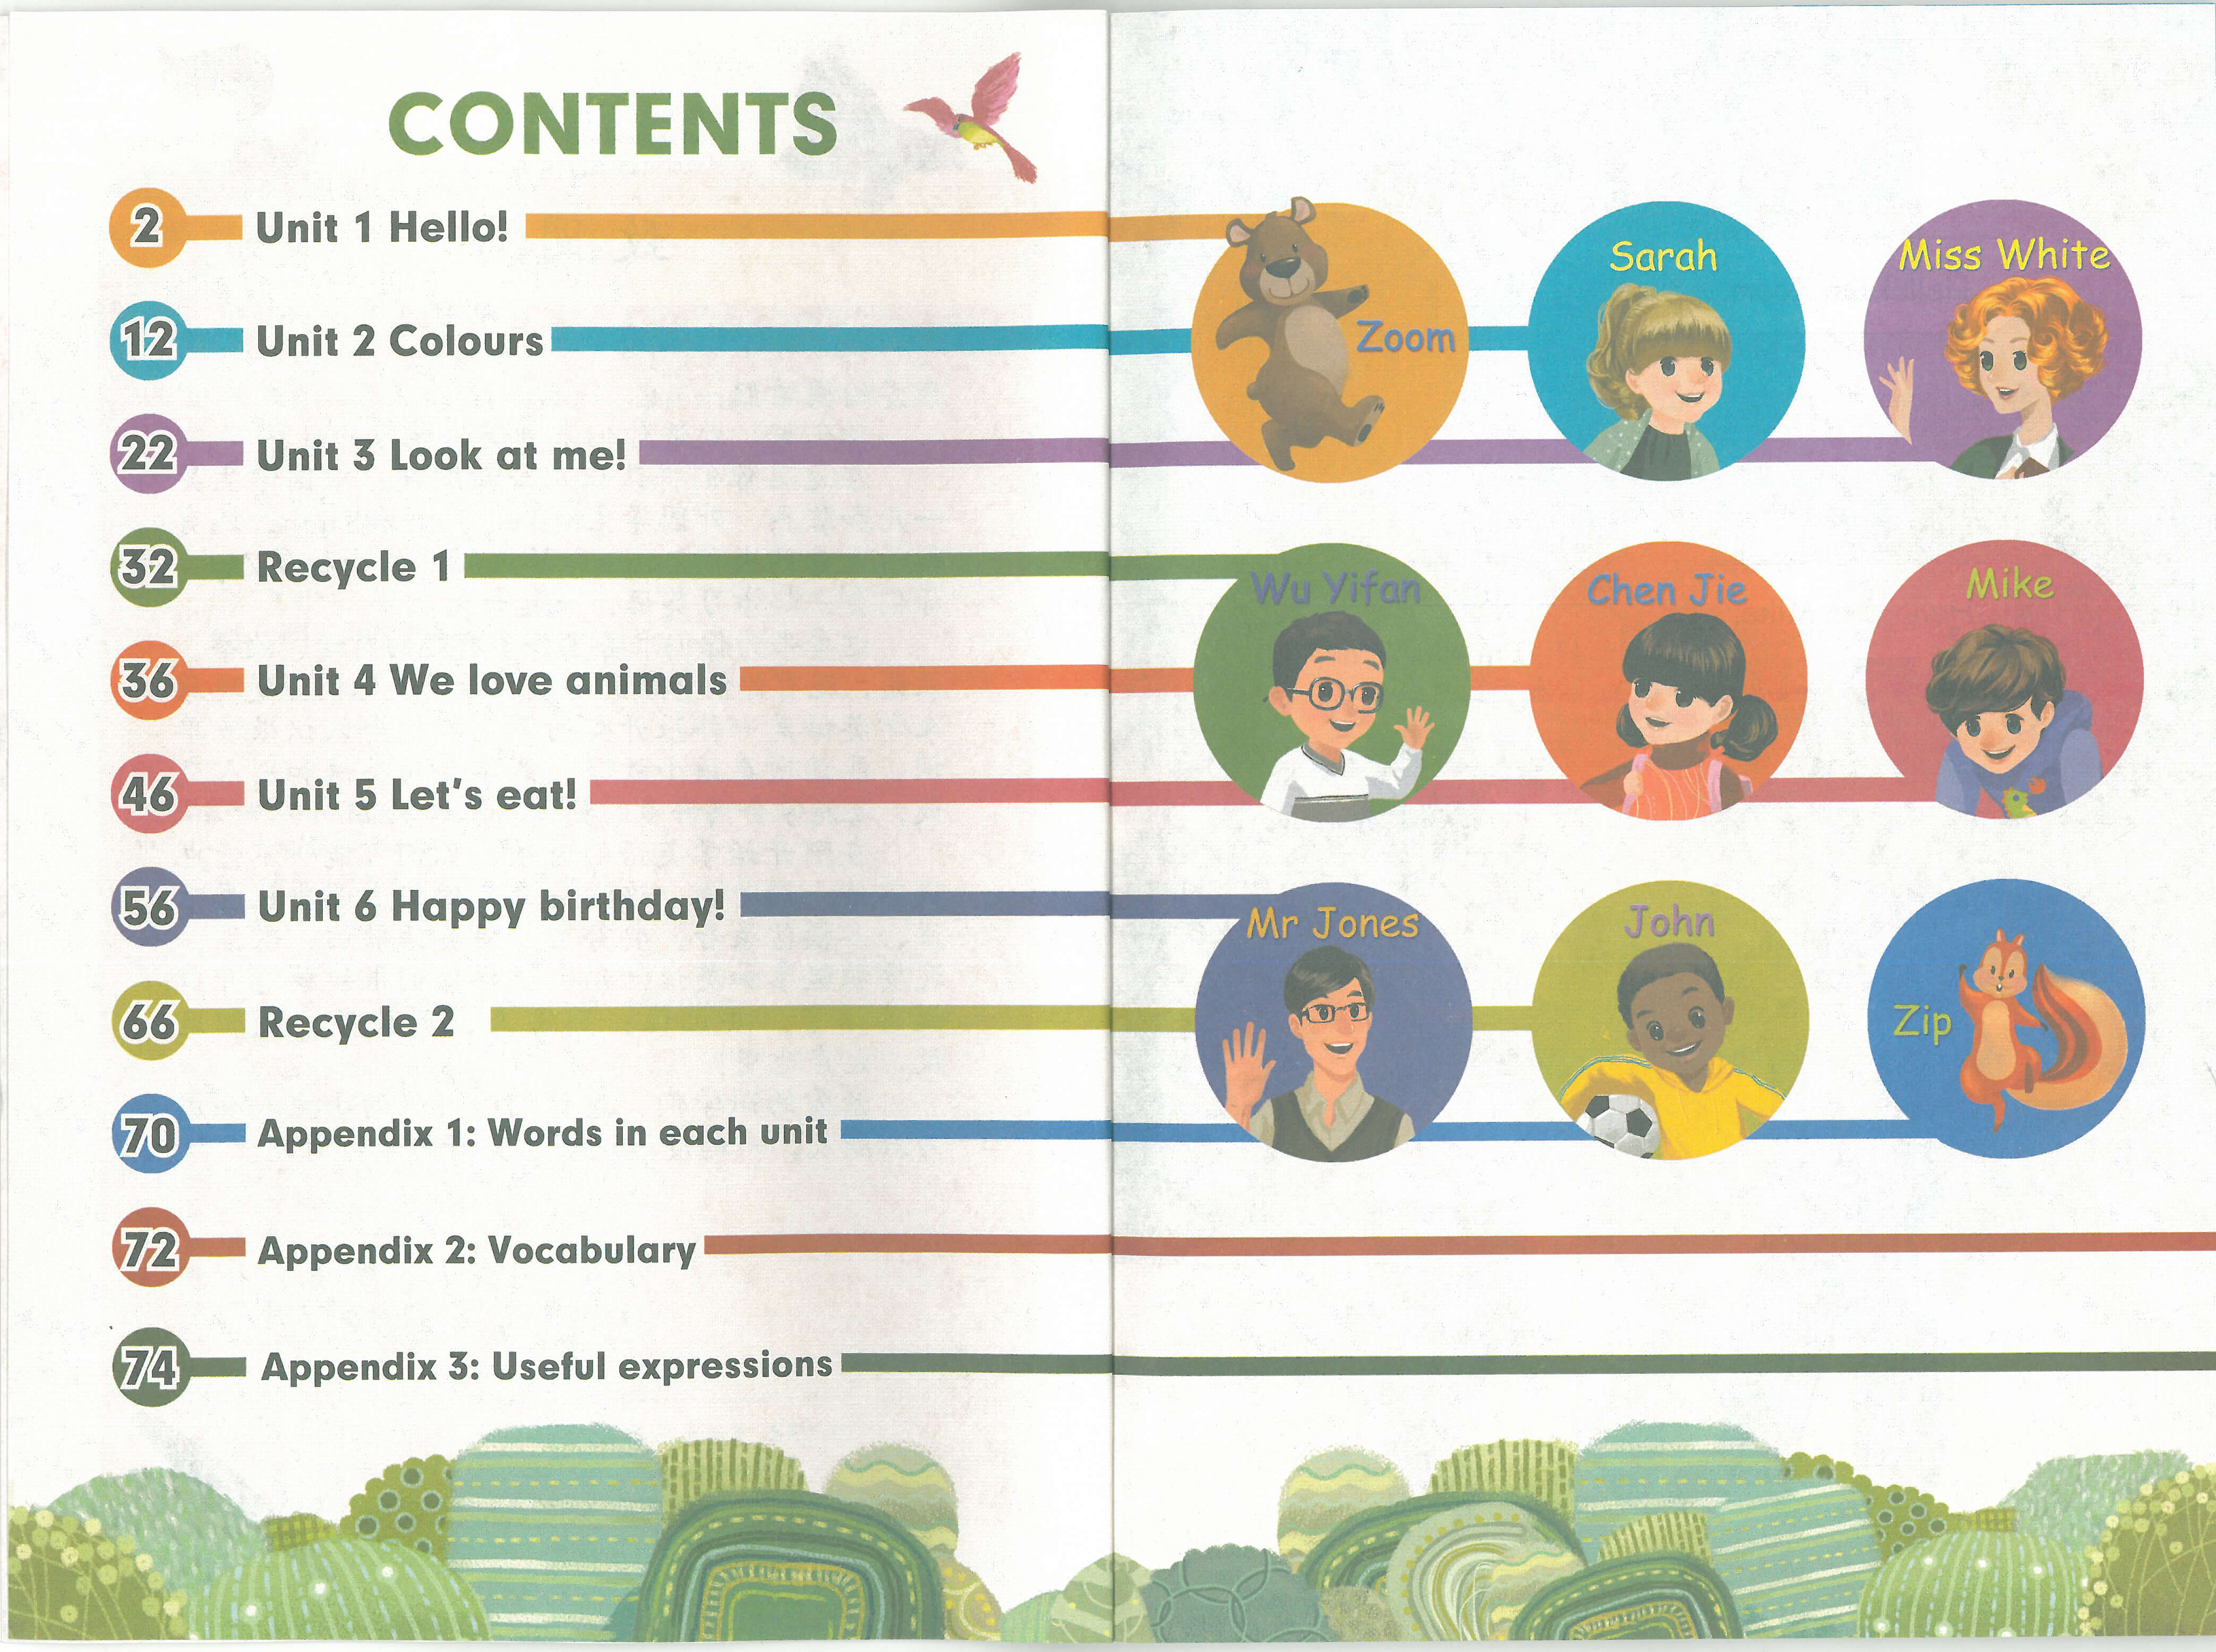 CONTENTS
2 Unit 1 Hello!
12 Unit 2 Colours
22 Unit 3 Look at me!
32 Recycle 1
36 Unit 4 We love animals
46 Unit 5 Let's eat!
56 Unit 6 Happy birthday!
66 Recycle 2
70 Appendix 1: Words in each unit
72 Appendix 2: Vocabulary
74 Appendix 3: Useful expressions
Zoom
Sarah
Miss White
Wu Yifan
Chen Jie
Mike
Mr Jones
John
Zip